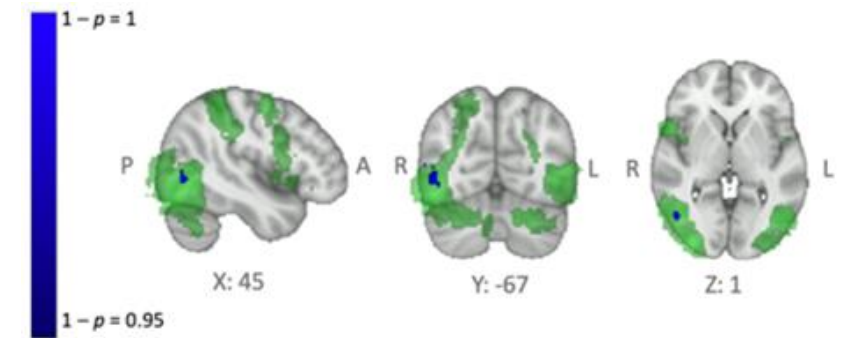 1 – p = 1
P
A
R
L
R
L
X: 45
Y: -67
Z: 1
1 – p = 0.95